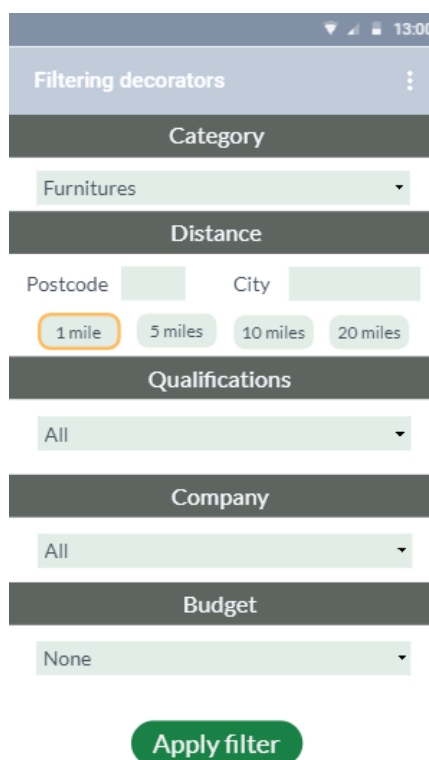 13:00
Filtering decorators
Category
Furnitures
Distance
Postcode City
1 mile 5 miles 10 miles 20 miles
Qualifications
All
Company
All
Budget
None
Apply filter